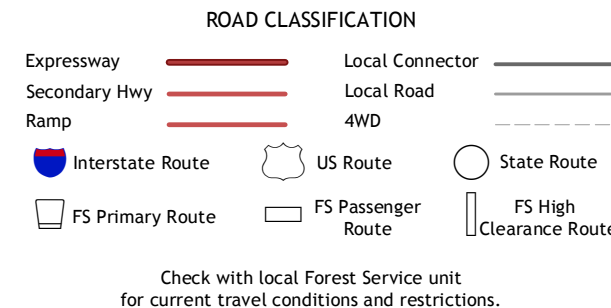 ROAD CLASSIFICATION
Expressway
Local Connector
Secondary Hwy
Local Road
Ramp
4WD
Interstate Route
US Route
State Route
FS Primary Route
FS Passenger
Route
FS High
Clearance Route
Check with local Forest Service unit
for current travel conditions and restrictions.